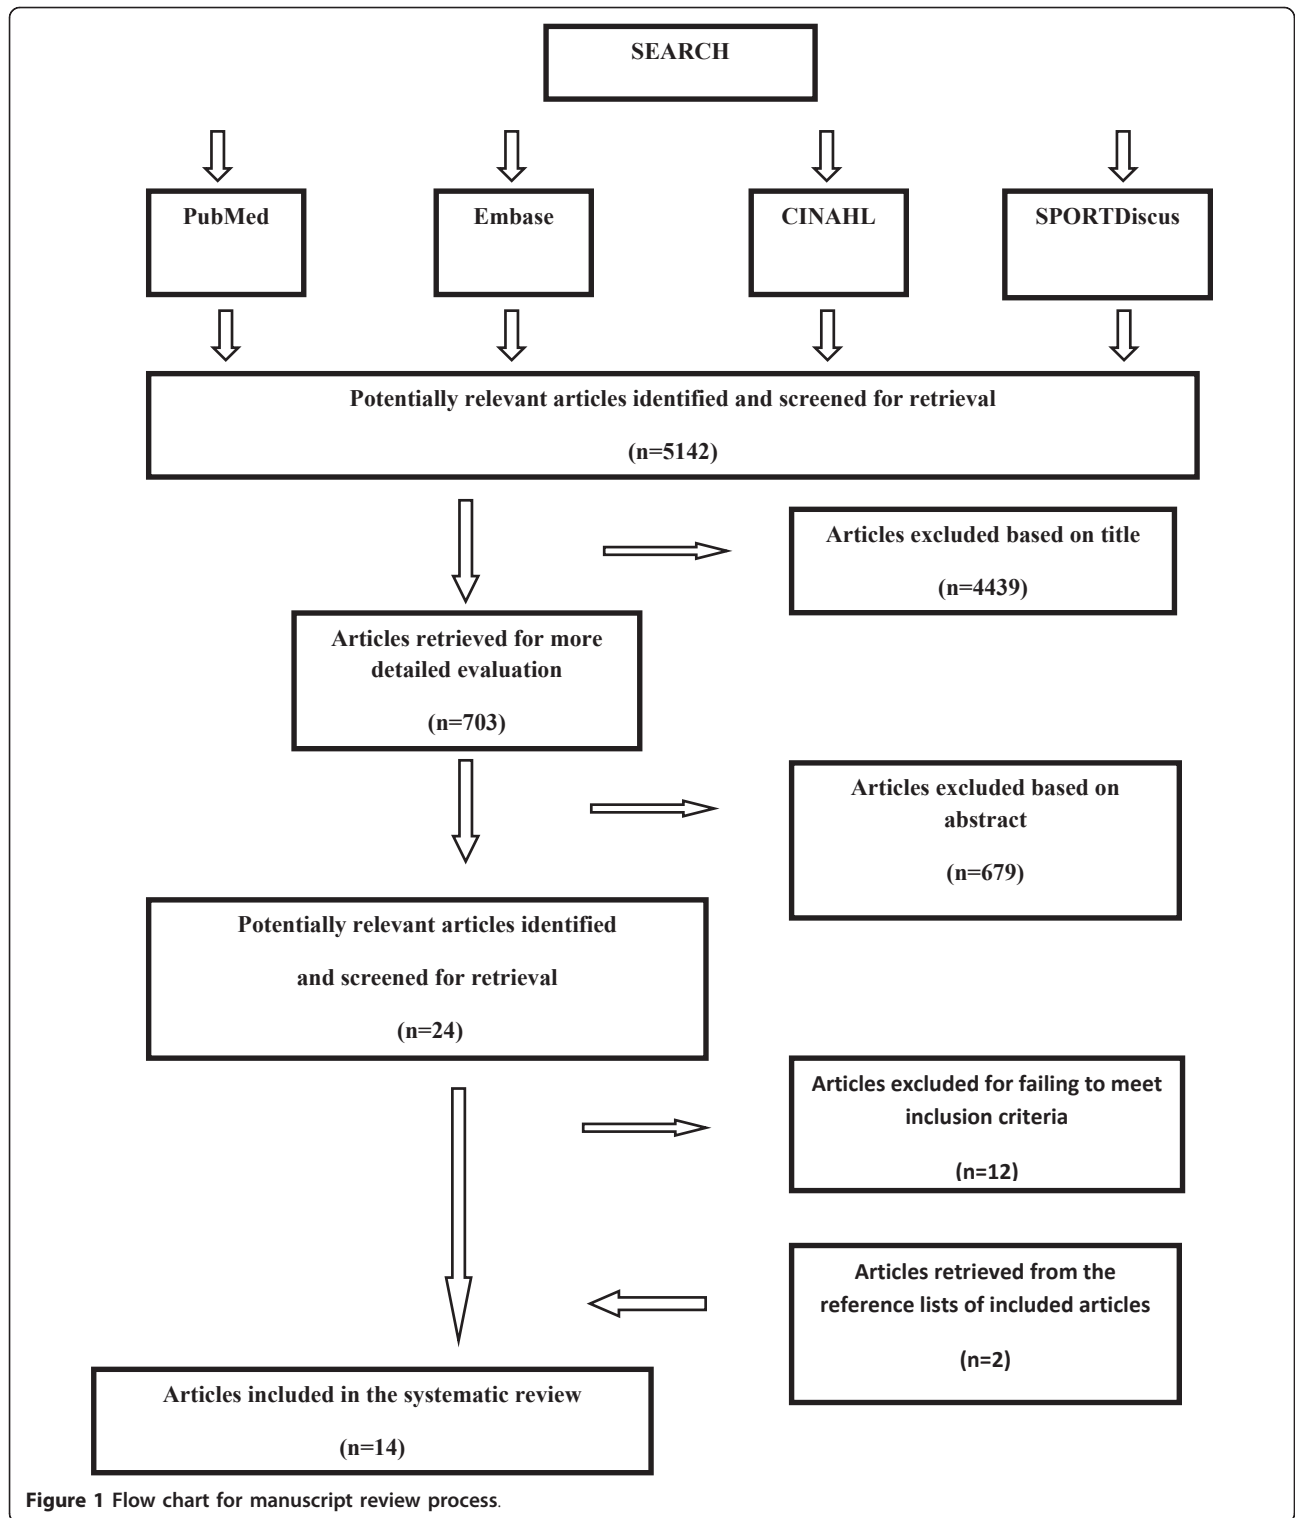 SEARCH
PubMed
Embase
CINAHL
SPORTDiscus
Potentially relevant articles identified and screened for retrieval
(n=5142)
Articles excluded based on title
(n=4439)
Articles retrieved for more
detailed evaluation
(n=703)
Articles excluded based on
abstract
(n=679)
Potentially relevant articles identified
and screened for retrieval
(n=24)
Articles excluded for failing to meet
inclusion criteria
(n=12)
Articles retrieved from the
reference lists of included articles
(n=2)
Articles included in the systematic review
(n=14)
Figure 1 Flow chart for manuscript review process.